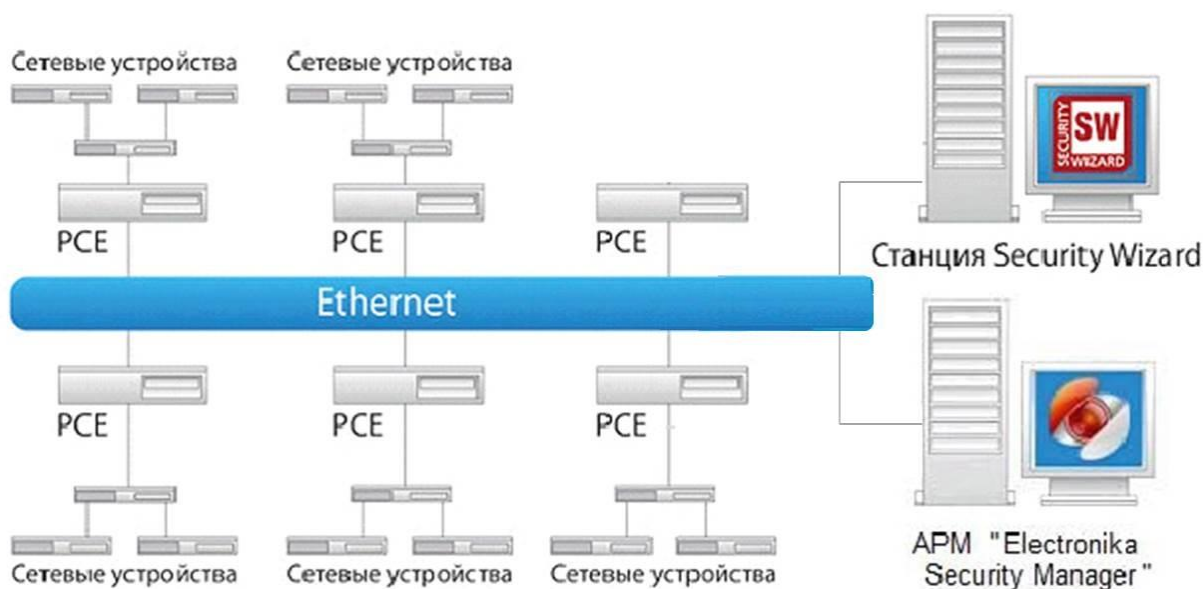 Сетевые устройства
Сетевые устройства
PCE
PCE
PCE
SECURITY
SW
WIIZARD
Станция Security Wizard
Ethernet
PCE
PCE
PCE
Сетевые устройства
Сетевые устройства
Сетевые устройства
АРМ "Electronika
Security Manager"